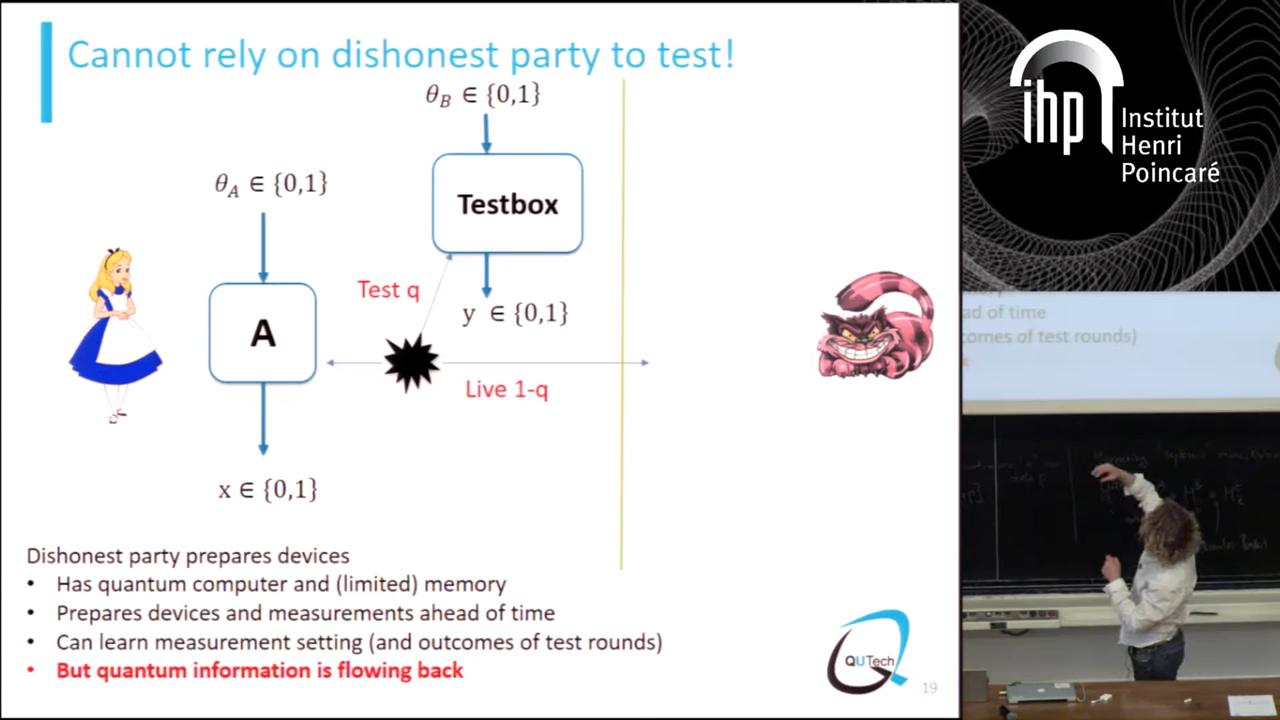 Cannot rely on dishonest party to test!
θ_B ∈ {0,1}
θ_A ∈ {0,1}
Testbox
Test q
A
y ∈ {0,1}
Live 1-q
x ∈ {0,1}
Dishonest party prepares devices
• Has quantum computer and (limited) memory
• Prepares devices and measurements ahead of time
• Can learn measurement setting (and outcomes of test rounds)
• But quantum information is flowing back
QUTech
19
ihp
Institut
Henri
Poincaré
ad of time
comes of test rounds)